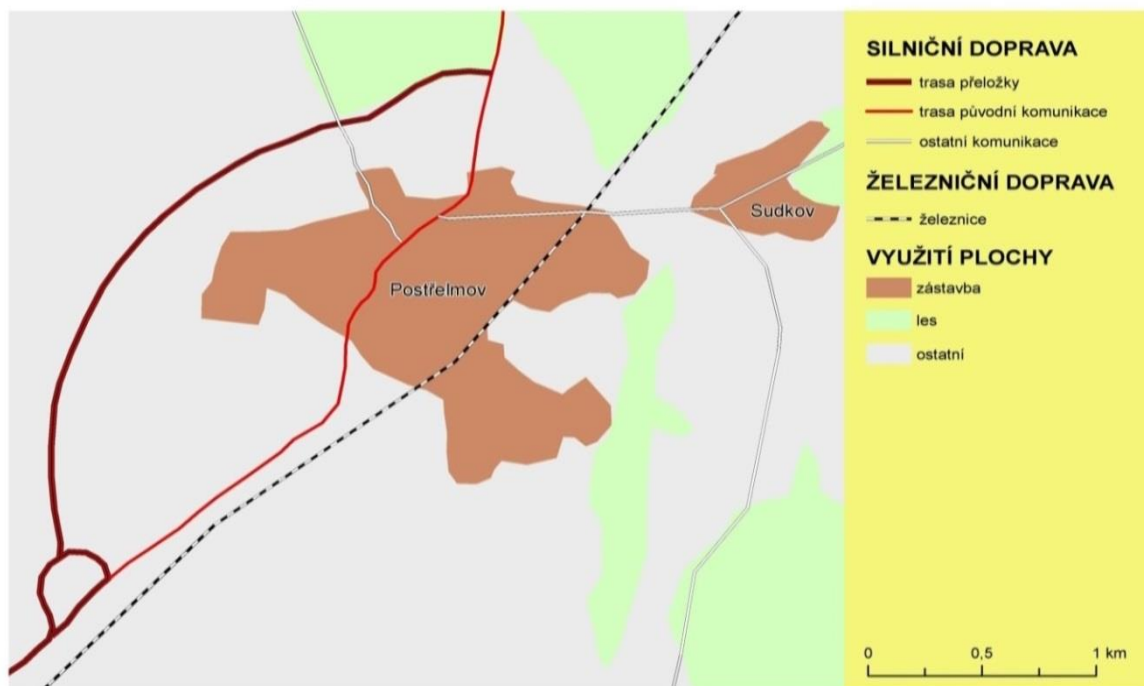 Postřelmov
Sudkov
SILNIČNÍ DOPRAVA
trasa přeložky
trasa původní komunikace
ostatní komunikace
ŽELEZNIČNÍ DOPRAVA
železnice
VYUŽITÍ PLOCHY
zástavba
les
ostatní
0 0,5 1 km